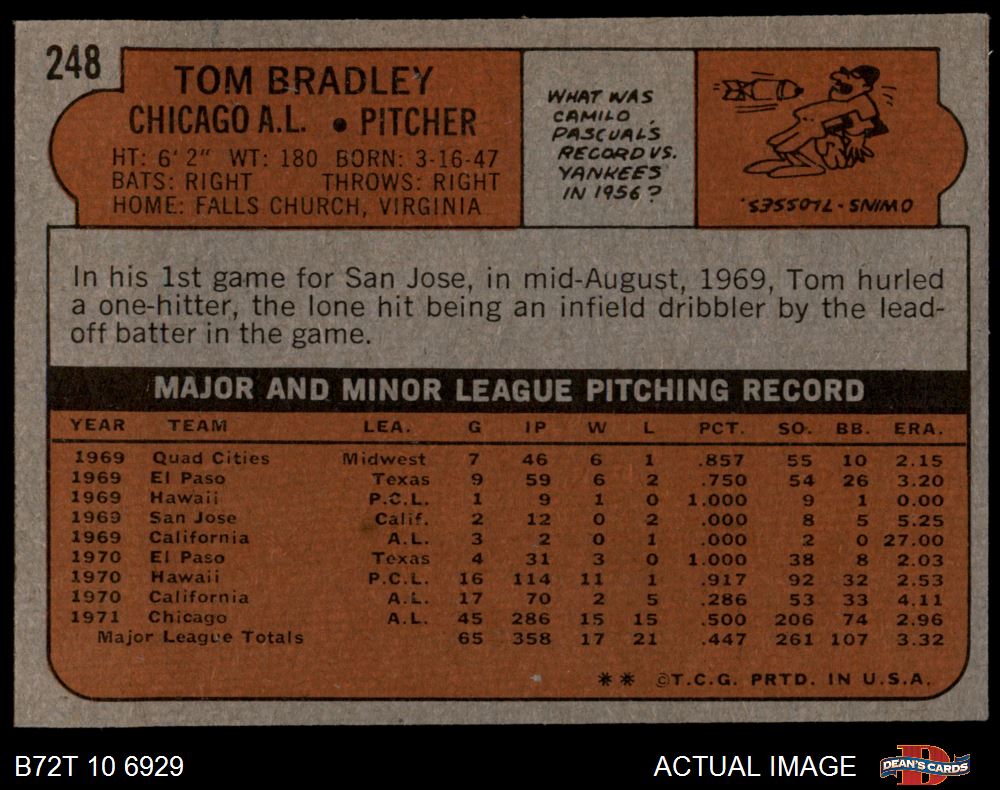 248
TOM BRADLEY
CHICAGO A.L. • PITCHER
HT: 6' 2" WT: 180 BORN: 3-16-47
BATS: RIGHT THROWS: RIGHT
HOME: FALLS CHURCH, VIRGINIA
WHAT WAS
CAMILO
PASCUAL'S
RECORD VS.
YANKEES
IN 1956?
OWINS-7LOSSES.
In his 1st game for San Jose, in mid-August, 1969, Tom hurled
a one-hitter, the lone hit being an infield dribbler by the lead-
off batter in the game.
MAJOR AND MINOR LEAGUE PITCHING RECORD
YEAR TEAM LEA. G IP W L PCT. SO. BB. ERA.
1969 Quad Cities Midwest 7 46 6 1 .857 55 10 2.15
1969 El Paso Texas 9 59 6 2 .750 54 26 3.20
1969 Hawaii P.C.L. 1 9 1 0 1.000 9 1 0.00
1969 San Jose Calif. 2 12 0 2 .000 8 5 5.25
1969 California A.L. 3 2 0 1 .000 2 0 27.00
1970 El Paso Texas 4 31 3 0 1.000 38 8 2.03
1970 Hawaii P.C.L. 16 114 11 1 .917 92 32 2.53
1970 California A.L. 17 70 2 5 .286 53 33 4.11
1971 Chicago A.L. 45 286 15 15 .500 206 74 2.96
Major League Totals 65 358 17 21 .447 261 107 3.32
** ©T.C.G. PRTD. IN U.S.A.
B72T 10 6929
ACTUAL IMAGE
D
DEAN'S CARDS